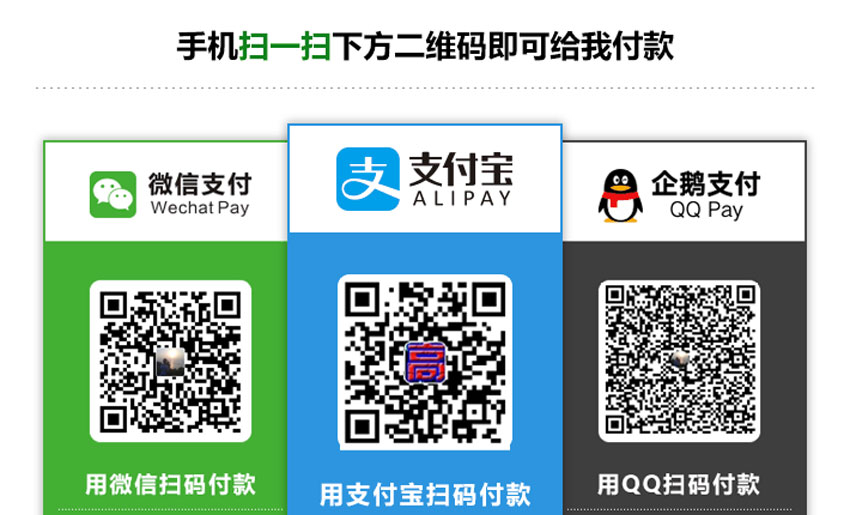 手机扫一扫下方二维码即可给我付款
微信支付
Wechat Pay
支
支付宝
ALIPAY
企鹅支付
QQ Pay
高
用微信扫码付款
用支付宝扫码付款
用QQ扫码付款